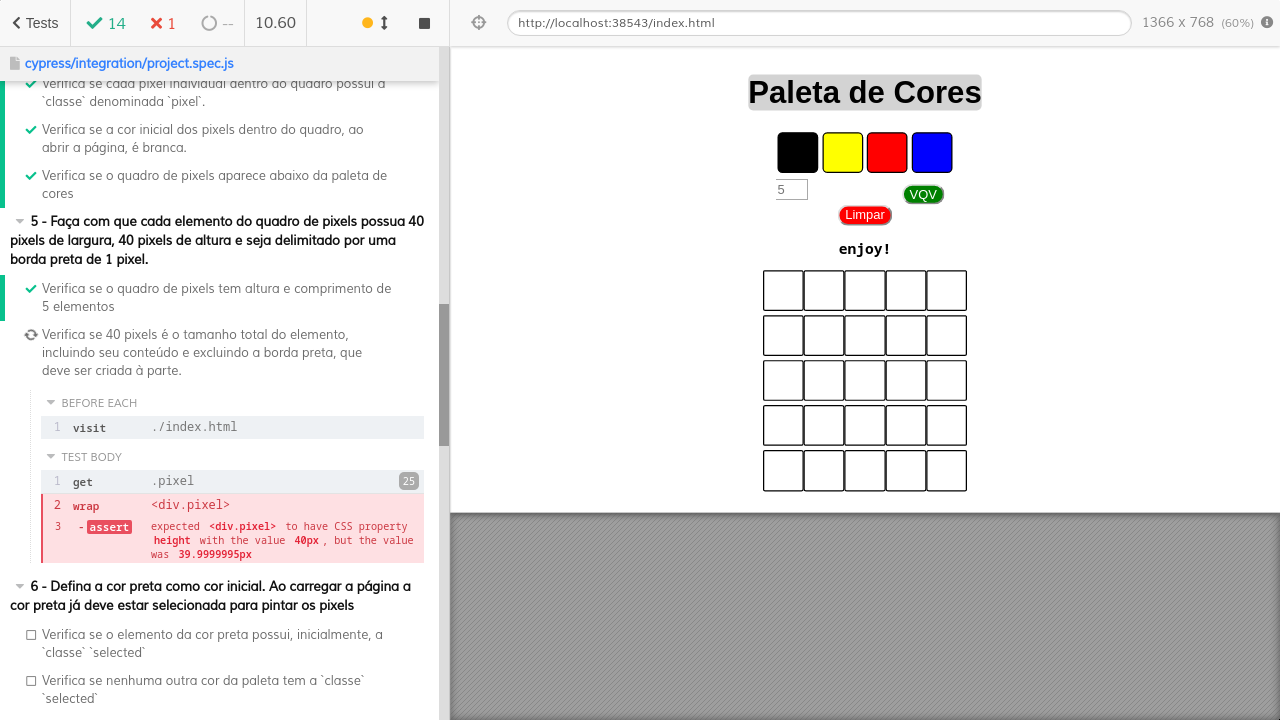 Tests
14
1
--
10.60
http://localhost:38543/index.html
1366 x 768 (60%)
cypress/integration/project.spec.js
Verifica se cada pixel individual dentro do quadro possui a
`classe` denominada `pixel`.
Verifica se a cor inicial dos pixels dentro do quadro, ao
abrir a página, é branca.
Verifica se o quadro de pixels aparece abaixo da paleta de
cores
5 - Faça com que cada elemento do quadro de pixels possua 40
pixels de largura, 40 pixels de altura e seja delimitado por uma
borda preta de 1 pixel.
Verifica se o quadro de pixels tem altura e comprimento de
5 elementos
Verifica se 40 pixels é o tamanho total do elemento,
incluindo seu conteúdo e excluindo a borda preta, que
deve ser criada à parte.
BEFORE EACH
1 visit ./index.html
TEST BODY
1 get .pixel 25
2 wrap <div.pixel>
3 - assert expected <div.pixel> to have CSS property
height with the value 40px , but the value
was 39.9999995px
6 - Defina a cor preta como cor inicial. Ao carregar a página a
cor preta já deve estar selecionada para pintar os pixels
Verifica se o elemento da cor preta possui, inicialmente, a
`classe` `selected`
Verifica se nenhuma outra cor da paleta tem a `classe`
`selected`
Paleta de Cores
5
VQV
Limpar
enjoy!